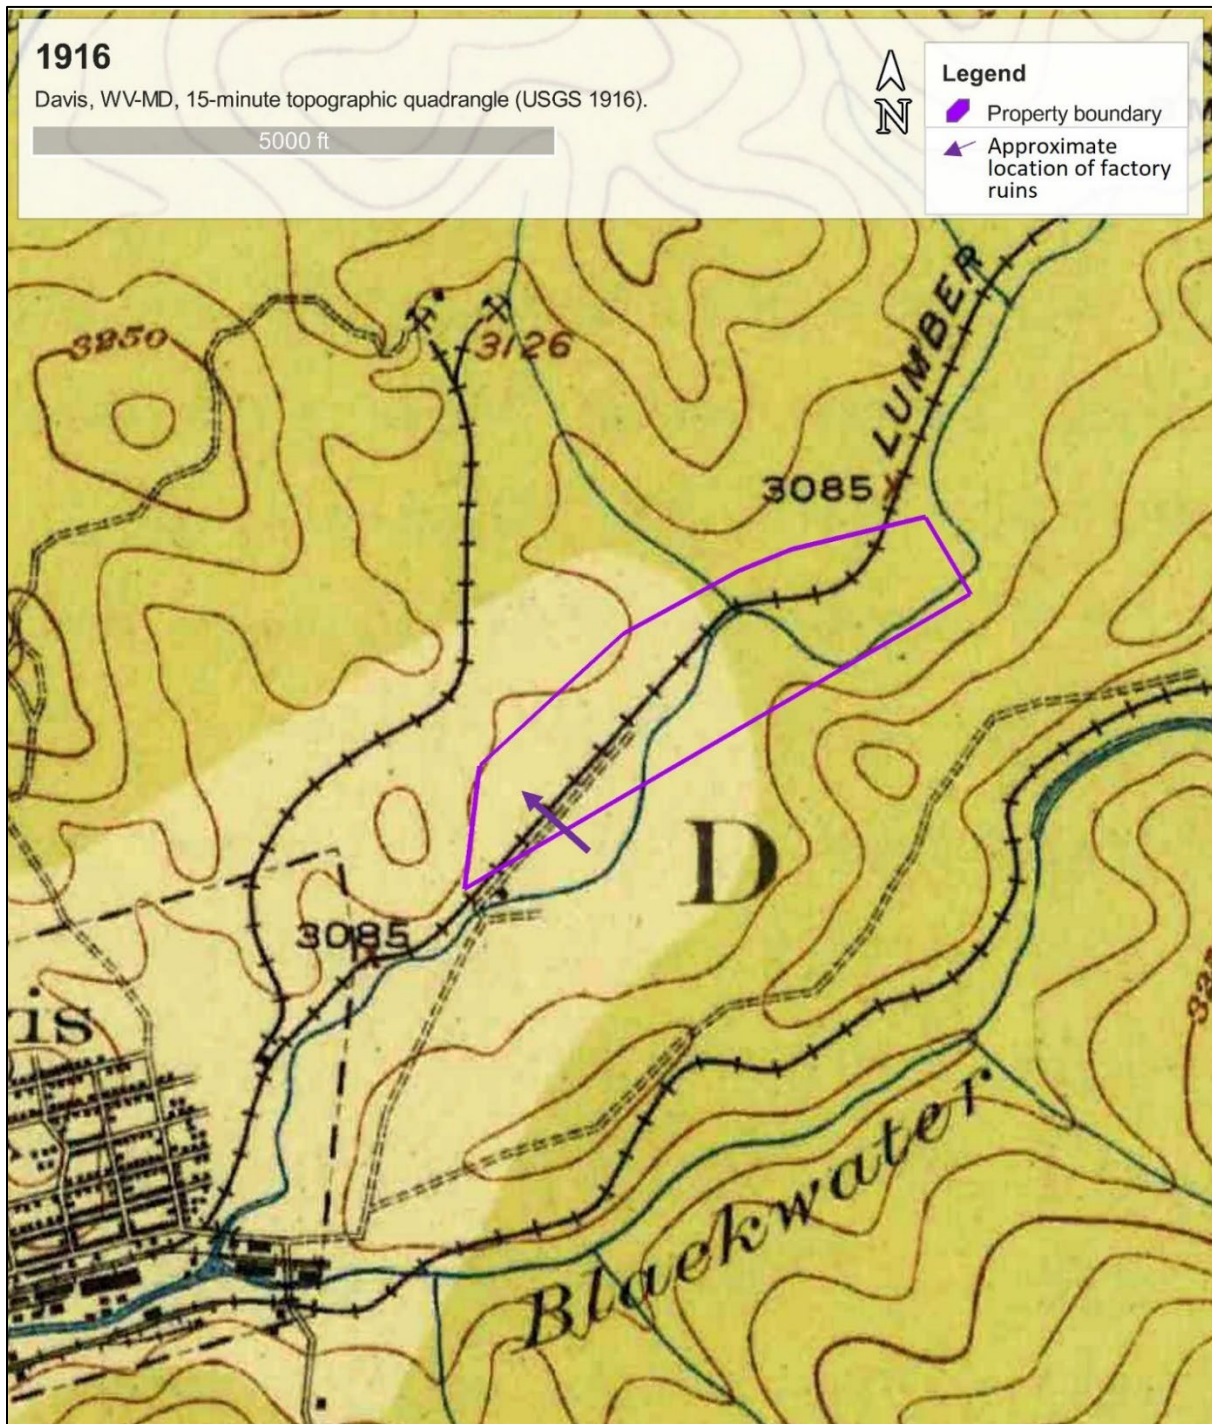 1916
Davis, WV-MD, 15-minute topographic quadrangle (USGS 1916).
5000 ft
N
Legend
Property boundary
Approximate
location of factory
ruins
LUMBER
3250
3126
3085
D
3085
vis
Blackwater